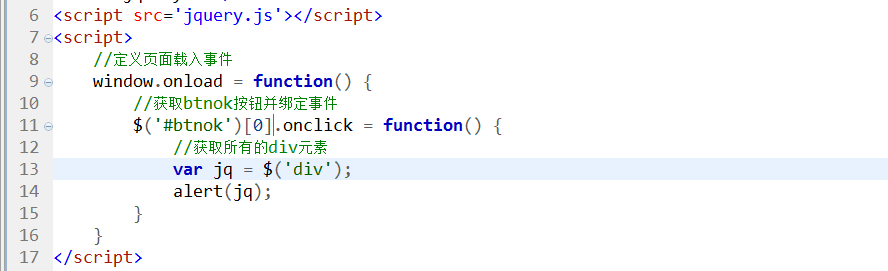 6 <script src='jquery.js'></script>
7 <script>
8 //定义页面载入事件
9 window.onload = function() {
10 //获取btnok按钮并绑定事件
11 $('#btnok')[0].onclick = function() {
12 //获取所有的div元素
13 var jq = $('div');
14 alert(jq);
15 }
16 }
17 </script>